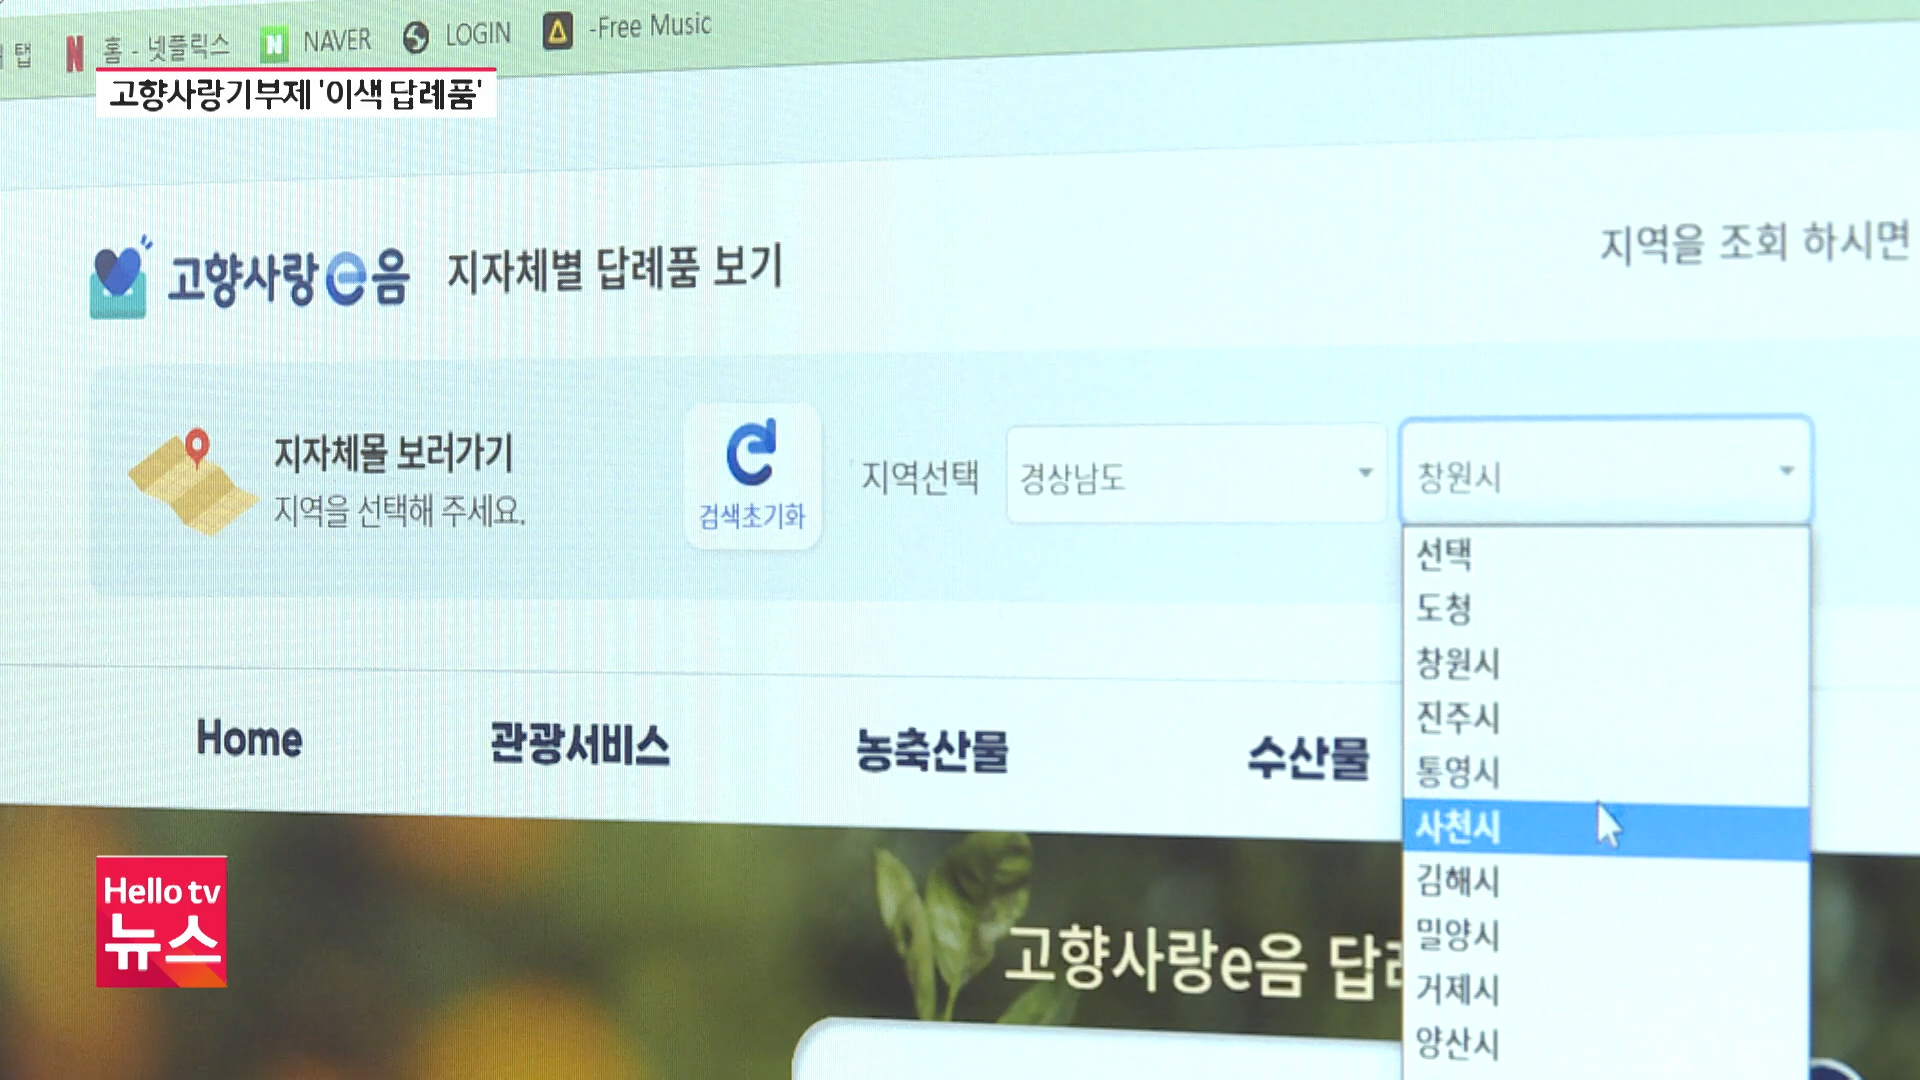 탭
홈 - 넷플릭스
NAVER
LOGIN
-Free Music
고향사랑기부제 '이색 답례품'
고향사랑e음 지자체별 답례품 보기
지역을 조회 하시면
지자체몰 보러가기
지역을 선택해 주세요.
검색초기화
지역선택
경상남도
창원시
선택
도청
창원시
진주시
통영시
사천시
김해시
밀양시
거제시
양산시
Home
관광서비스
농축산물
수산물
고향사랑e음 답
Hello tv
뉴스